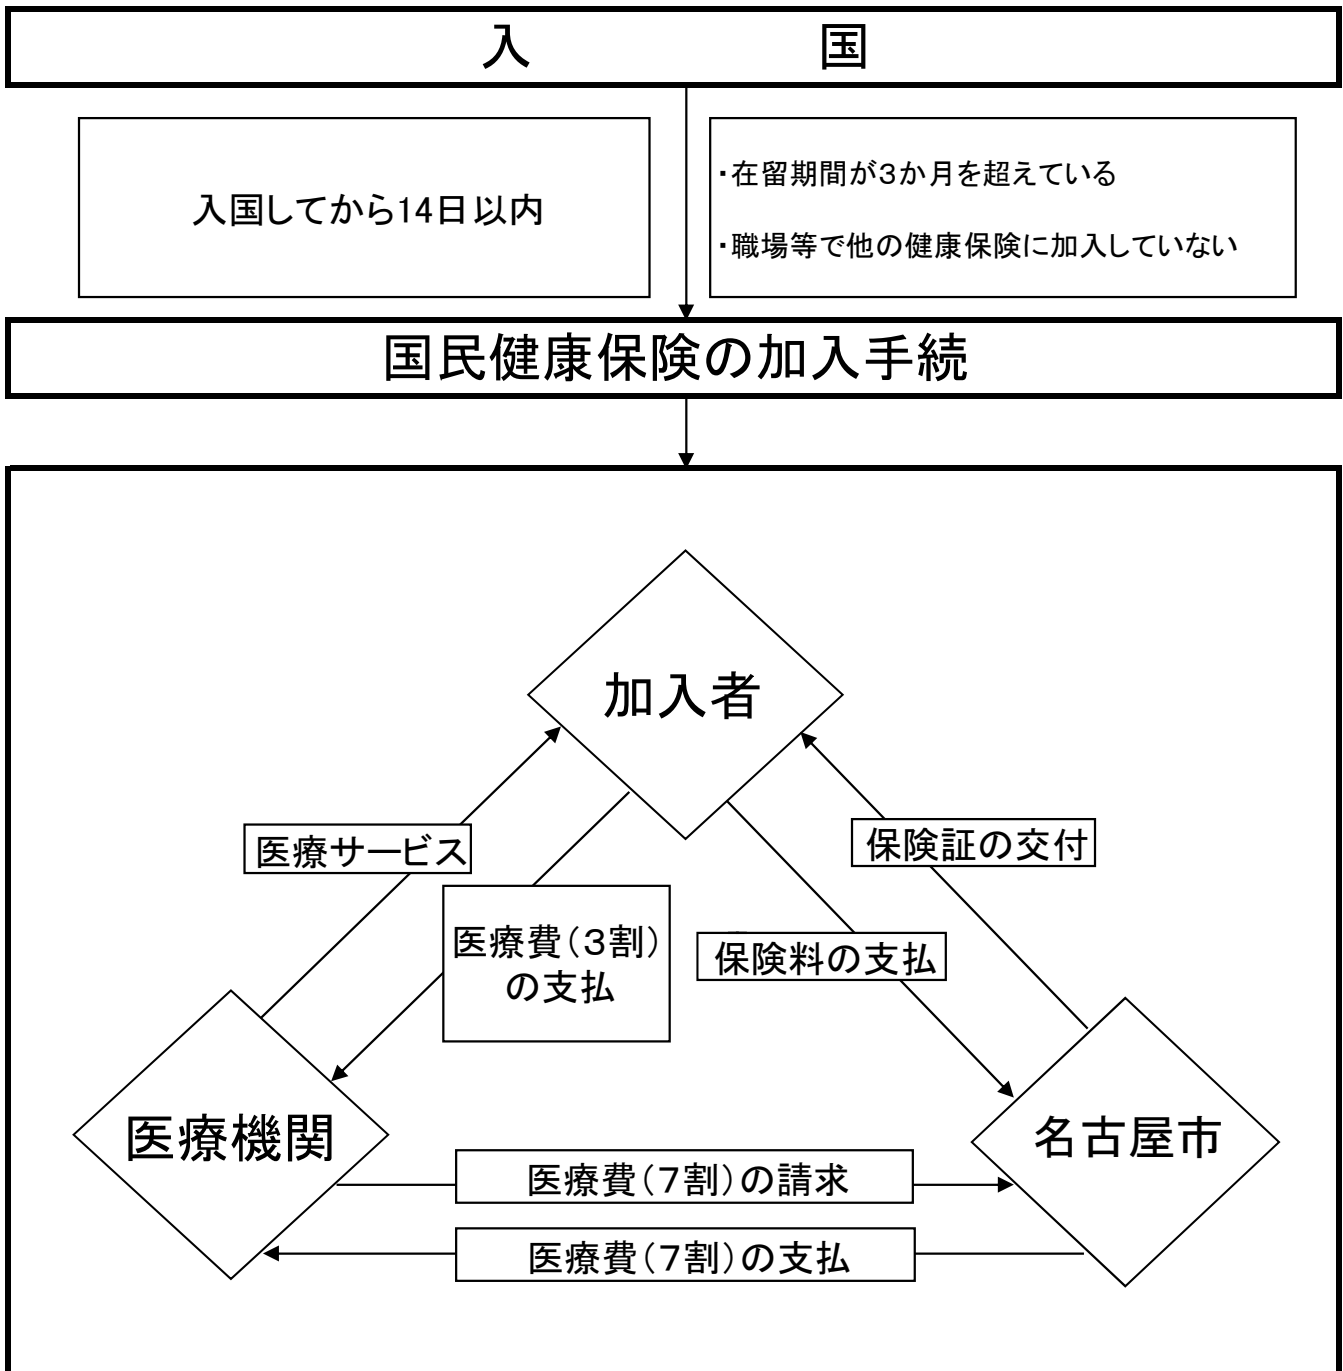 入 国
入国してから14日以内
・在留期間が3か月を超えている
・職場等で他の健康保険に加入していない
国民健康保険の加入手続
加入者
医療サービス
保険証の交付
医療費(3割)
の支払
保険料の支払
医療機関
名古屋市
医療費(7割)の請求
医療費(7割)の支払